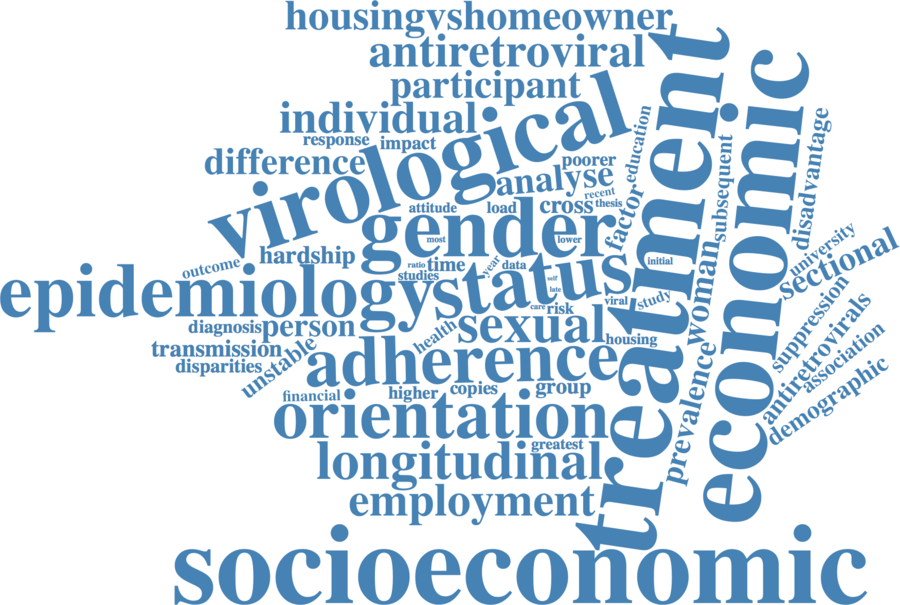 housingvshomeowner
antiretroviral
participant
individual
response
impact
difference
virological
poorer
analyse
recent
education
factor
treatment
subsequent
economic
disadvantage
attitude
load
cross
thesis
gender
most
lower
hardship
outcome
ratio
time
studies
year
data
self
late
status
initial
woman
university
sectional
epidemiology
care
risk
viral
study
diagnosis
person
health
sexual
housing
transmission
disparities
unstable
adherence
prevalence
suppression
antiretrovirals
association
demographic
financial
higher
copies
group
orientation
greatest
longitudinal
employment
socioeconomic